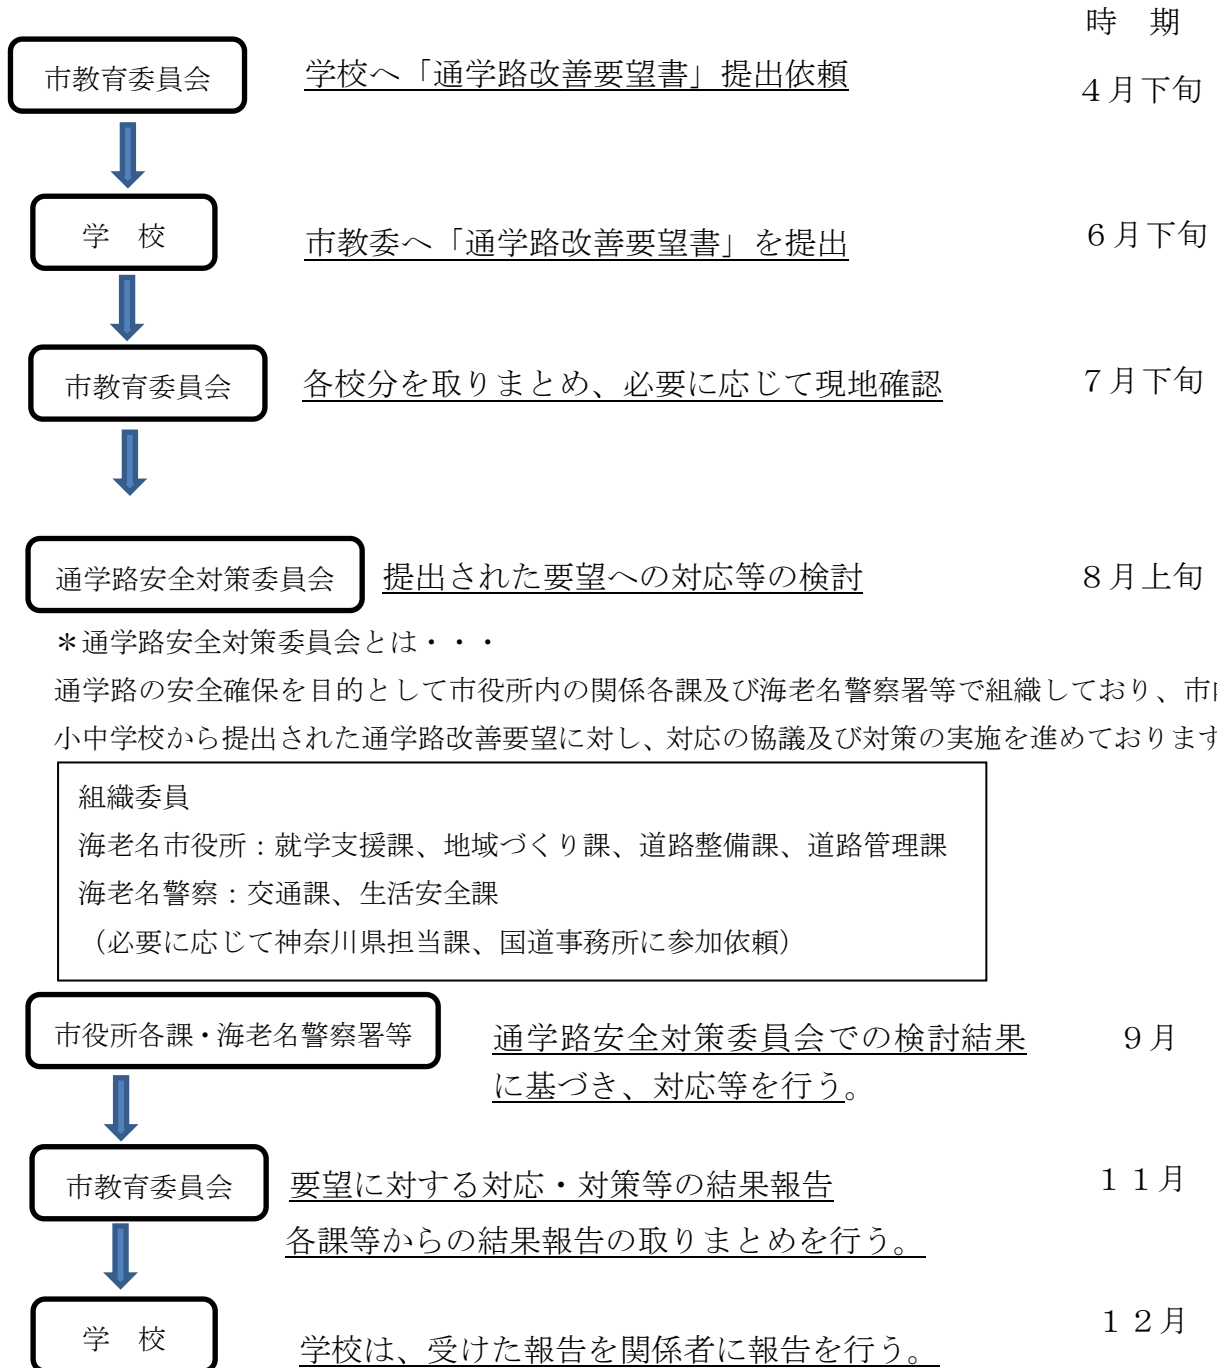 時　期
市教育委員会 学校へ「通学路改善要望書」提出依頼 ４月下旬
学　校 市教委へ「通学路改善要望書」を提出 ６月下旬
市教育委員会 各校分を取りまとめ、必要に応じて現地確認 ７月下旬
通学路安全対策委員会 提出された要望への対応等の検討 ８月上旬
＊通学路安全対策委員会とは・・・
通学路の安全確保を目的として市役所内の関係各課及び海老名警察署等で組織しており、市
小中学校から提出された通学路改善要望に対し、対応の協議及び対策の実施を進めております
組織委員
海老名市役所：就学支援課、地域づくり課、道路整備課、道路管理課
海老名警察：交通課、生活安全課
（必要に応じて神奈川県担当課、国道事務所に参加依頼）
市役所各課・海老名警察署等 通学路安全対策委員会での検討結果 ９月
に基づき、対応等を行う。
市教育委員会 要望に対する対応・対策等の結果報告 １１月
各課等からの結果報告の取りまとめを行う。
学　校 学校は、受けた報告を関係者に報告を行う。 １２月